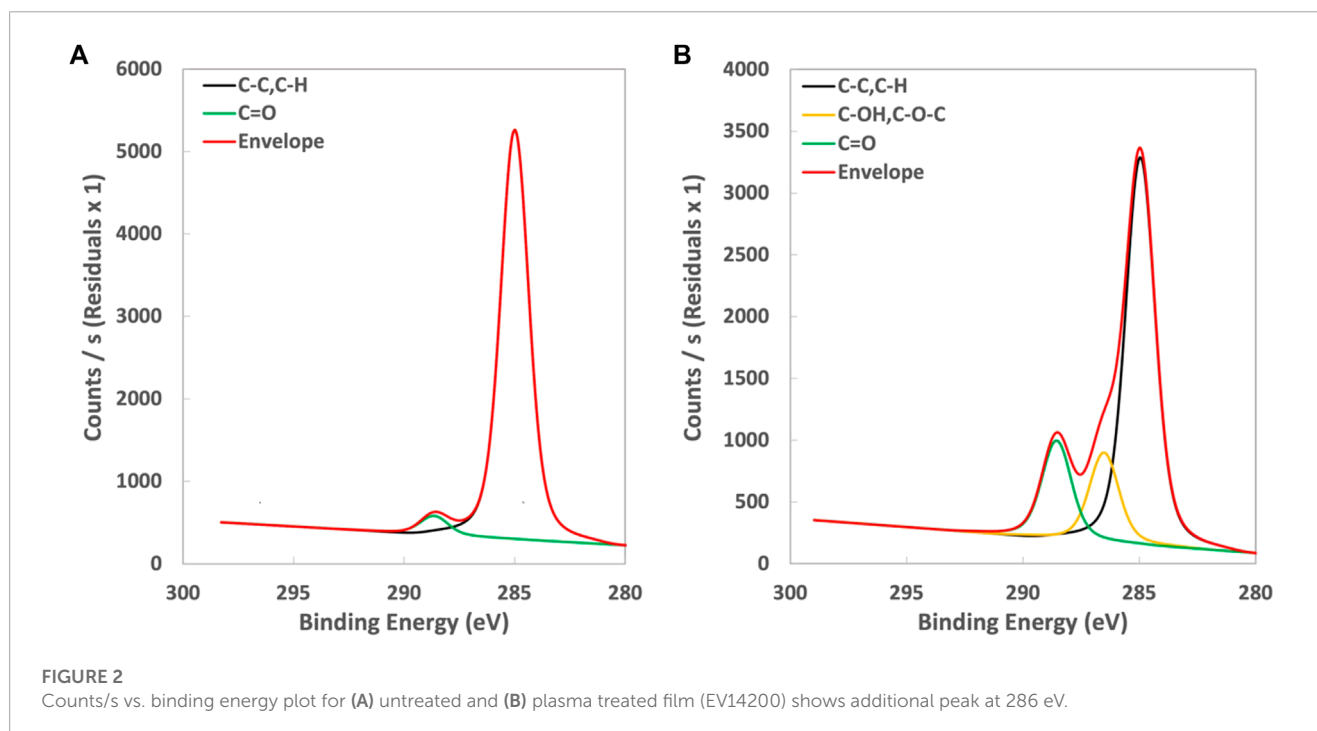 A
6000
5000
4000
3000
2000
1000
0
Counts / s (Residuals x 1)
C-C,C-H
C=O
Envelope
300 295 290 285 280
Binding Energy (eV)
B
4000
3500
3000
2500
2000
1500
1000
500
0
Counts / s (Residuals x 1)
C-C,C-H
C-OH,C-O-C
C=O
Envelope
300 295 290 285 280
Binding Energy (eV)
FIGURE 2
Counts/s vs. binding energy plot for (A) untreated and (B) plasma treated film (EV14200) shows additional peak at 286 eV.